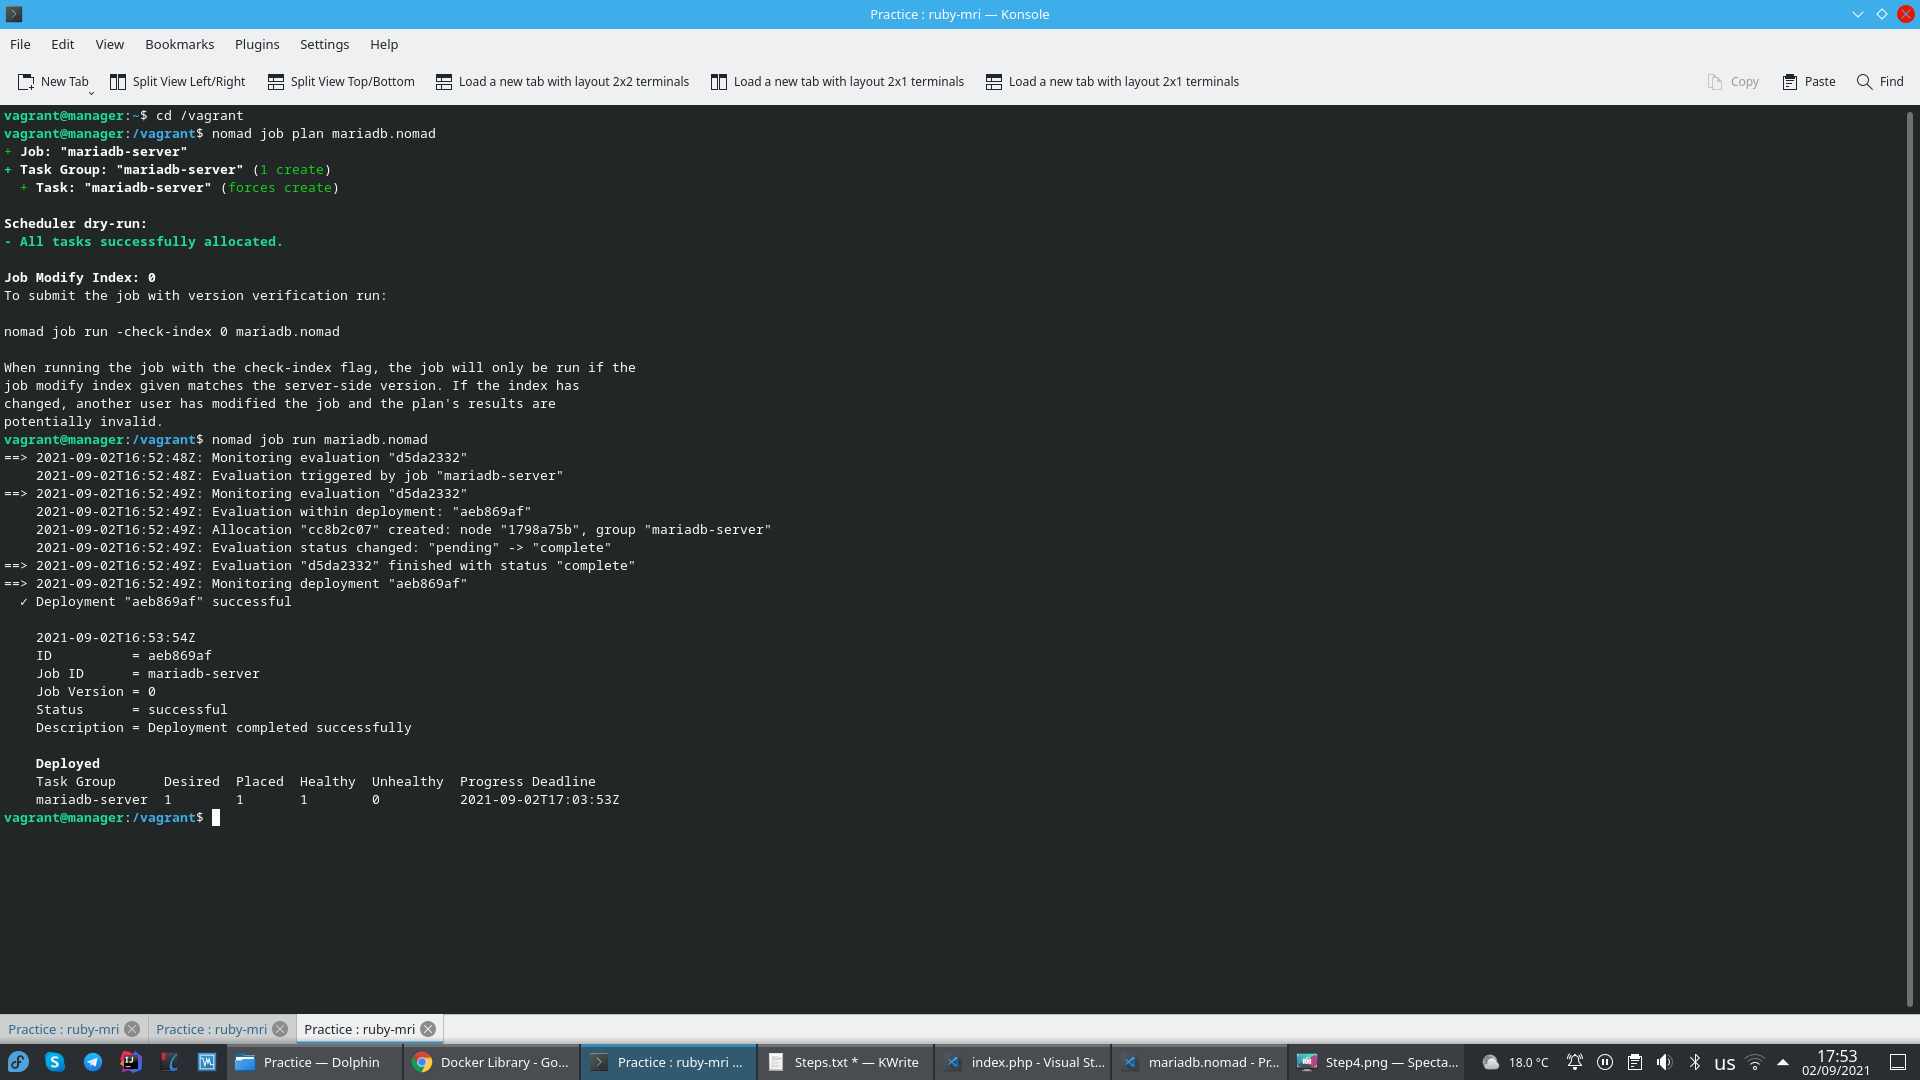 Practice : ruby-mri — Konsole
File Edit View Bookmarks Plugins Settings Help
New Tab Split View Left/Right Split View Top/Bottom Load a new tab with layout 2x2 terminals Load a new tab with layout 2x1 terminals Load a new tab with layout 2x1 terminals Copy Paste Find
vagrant@manager:~$ cd /vagrant
vagrant@manager:/vagrant$ nomad job plan mariadb.nomad
+ Job: "mariadb-server"
+ Task Group: "mariadb-server" (1 create)
  + Task: "mariadb-server" (forces create)

Scheduler dry-run:
- All tasks successfully allocated.

Job Modify Index: 0
To submit the job with version verification run:

nomad job run -check-index 0 mariadb.nomad

When running the job with the check-index flag, the job will only be run if the
job modify index given matches the server-side version. If the index has
changed, another user has modified the job and the plan's results are
potentially invalid.
vagrant@manager:/vagrant$ nomad job run mariadb.nomad
==> 2021-09-02T16:52:48Z: Monitoring evaluation "d5da2332"
    2021-09-02T16:52:48Z: Evaluation triggered by job "mariadb-server"
==> 2021-09-02T16:52:49Z: Monitoring evaluation "d5da2332"
    2021-09-02T16:52:49Z: Evaluation within deployment: "aeb869af"
    2021-09-02T16:52:49Z: Allocation "cc8b2c07" created: node "1798a75b", group "mariadb-server"
    2021-09-02T16:52:49Z: Evaluation status changed: "pending" -> "complete"
==> 2021-09-02T16:52:49Z: Evaluation "d5da2332" finished with status "complete"
==> 2021-09-02T16:52:49Z: Monitoring deployment "aeb869af"
  ✓ Deployment "aeb869af" successful

    2021-09-02T16:53:54Z
    ID          = aeb869af
    Job ID      = mariadb-server
    Job Version = 0
    Status      = successful
    Description = Deployment completed successfully

    Deployed
    Task Group      Desired  Placed  Healthy  Unhealthy  Progress Deadline
    mariadb-server  1        1       1        0          2021-09-02T17:03:53Z
vagrant@manager:/vagrant$
Practice : ruby-mri Practice : ruby-mri Practice : ruby-mri
Practice — Dolphin Docker Library - Go... Practice : ruby-mri ... Steps.txt * — KWrite index.php - Visual St... mariadb.nomad - Pr... Step4.png — Specta... 18.0 °C us 17:53
02/09/2021